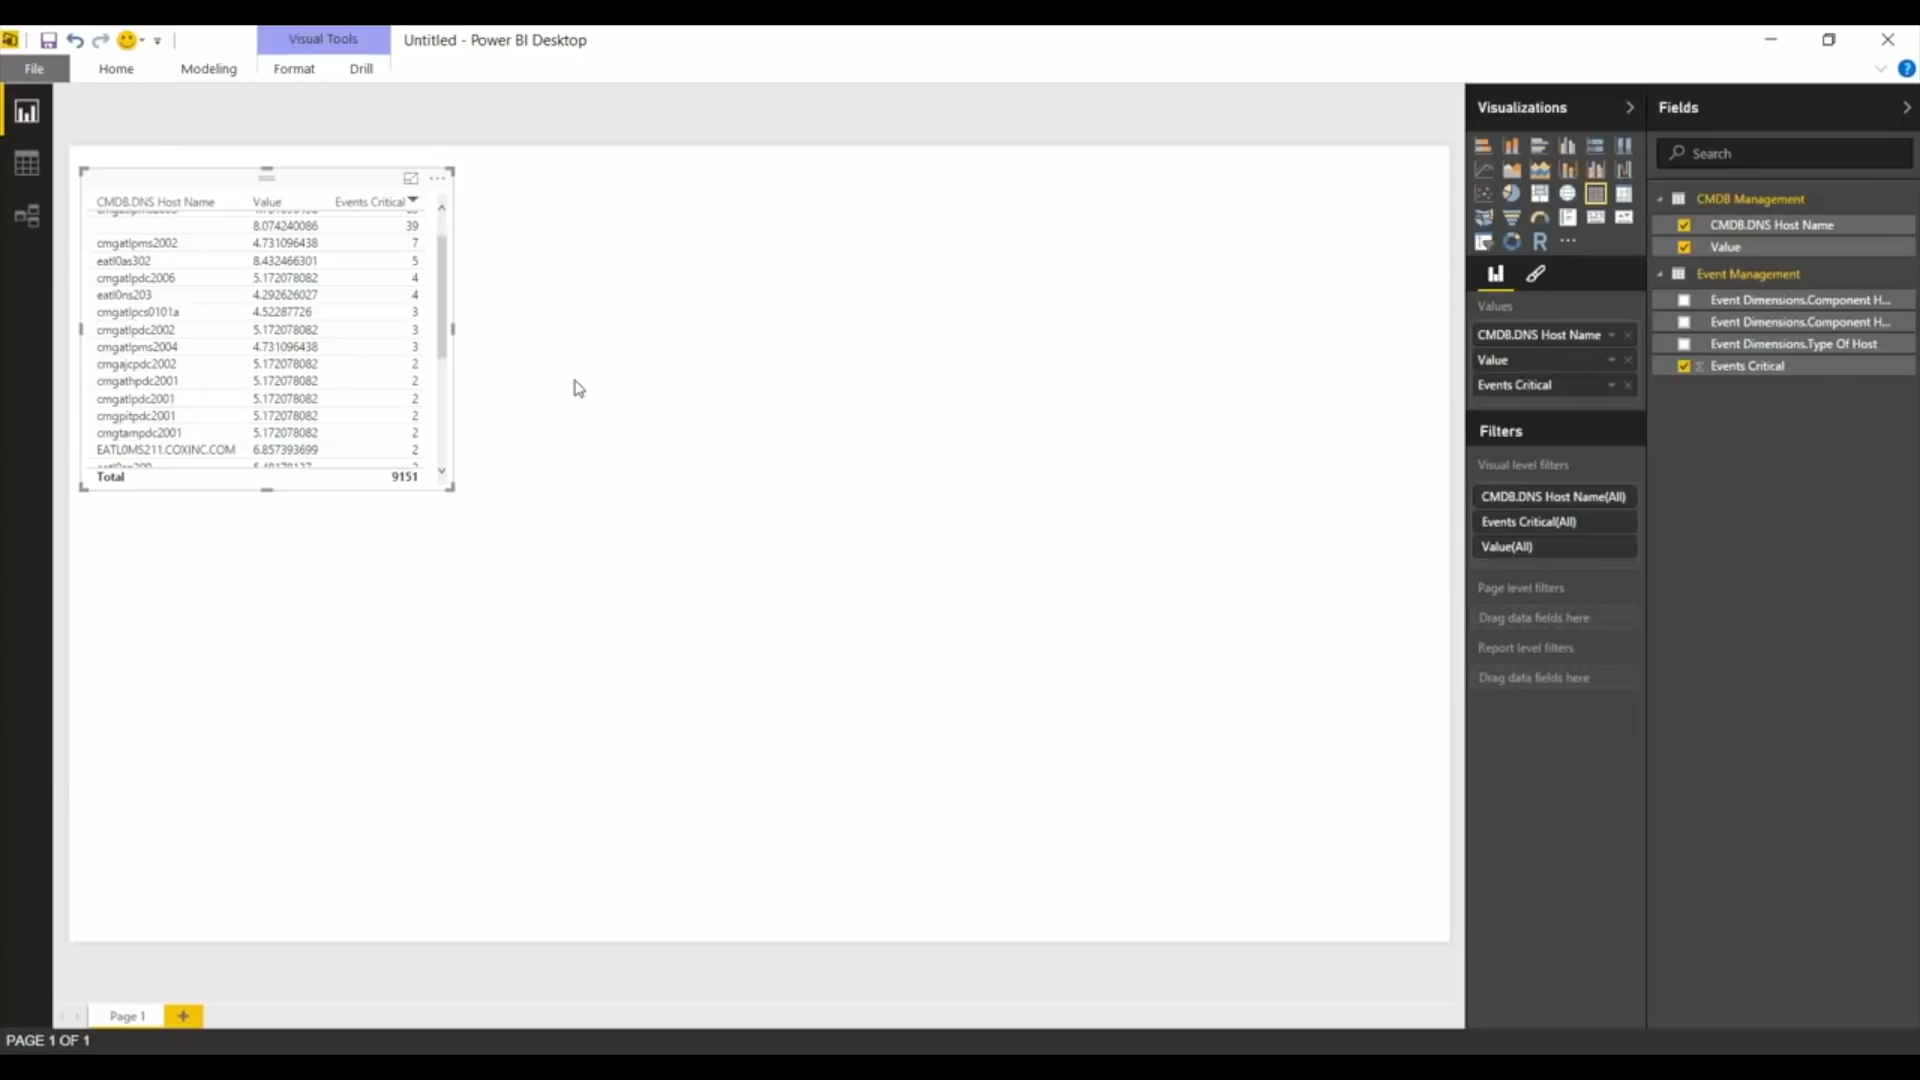 Visual Tools
Untitled - Power BI Desktop
File
Home
Modeling
Format
Drill
CMDB.DNS Host Name Value Events Critical
8.074240086 39
cmgatlpms2002 4.731096438 7
eatl0as302 8.432466301 5
cmgatlpdc2006 5.172078082 4
eatl0ns203 4.292626027 4
cmgatlpcs0101a 4.52287726 3
cmgatlpdc2002 5.172078082 3
cmgatlpms2004 4.731096438 3
cmgajcpdc2002 5.172078082 2
cmgathpdc2001 5.172078082 2
cmgatlpdc2001 5.172078082 2
cmgpitpdc2001 5.172078082 2
cmgtampdc2001 5.172078082 2
EATL0MS211.COXINC.COM 6.857393699 2
Total 9151
Visualizations
Values
CMDB.DNS Host Name
Value
Events Critical
Filters
Visual level filters
CMDB.DNS Host Name(All)
Events Critical(All)
Value(All)
Page level filters
Drag data fields here
Report level filters
Drag data fields here
Fields
Search
CMDB Management
CMDB.DNS Host Name
Value
Event Management
Event Dimensions.Component H...
Event Dimensions.Component H...
Event Dimensions.Type Of Host
Σ Events Critical
Page 1
PAGE 1 OF 1